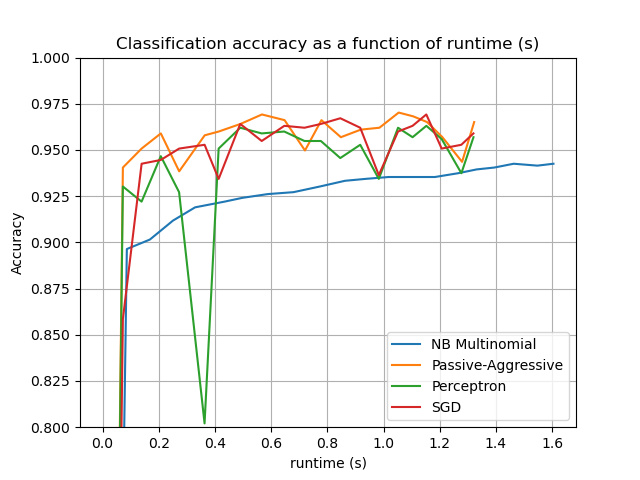 Classification accuracy as a function of runtime (s)
1.000
0.975
0.950
0.925
0.900
0.875
0.850
0.825
0.800
Accuracy
NB Multinomial
Passive-Aggressive
Perceptron
SGD
0.0 0.2 0.4 0.6 0.8 1.0 1.2 1.4 1.6
runtime (s)